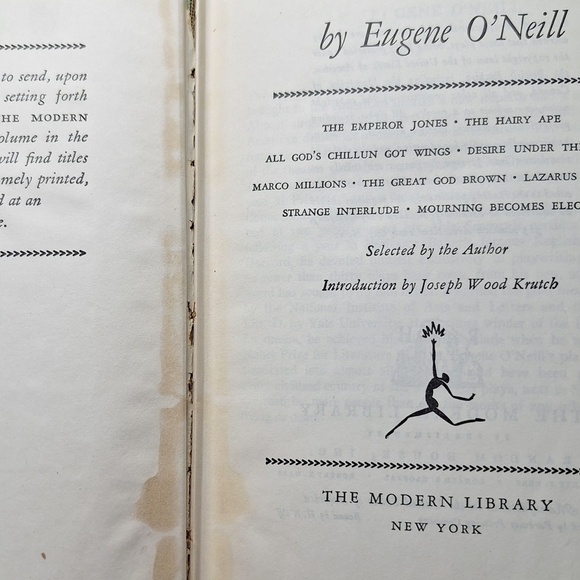 to send, upon
setting forth
THE MODERN
volume in the
will find titles
printed,
at an
by Eugene O'Neill
THE EMPEROR JONES · THE HAIRY APE
ALL GOD'S CHILLUN GOT WINGS · DESIRE UNDER THE
MARCO MILLIONS · THE GREAT GOD BROWN · LAZARUS
STRANGE INTERLUDE · MOURNING BECOMES ELEC
Selected by the Author
Introduction by Joseph Wood Krutch
THE MODERN LIBRARY
NEW YORK